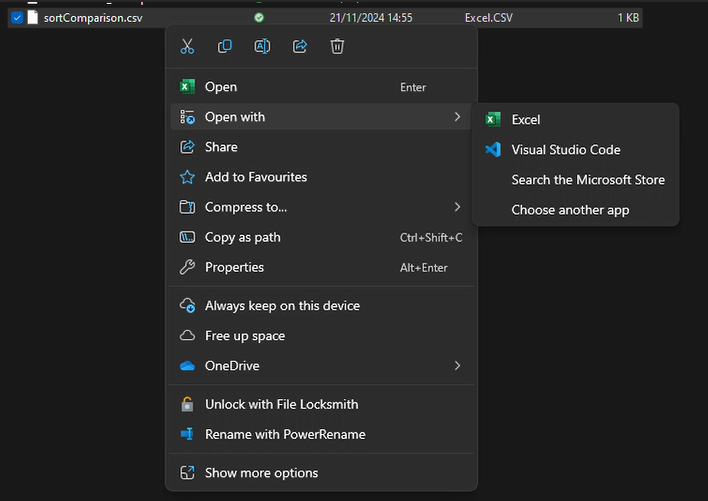 sortComparison.csv 21/11/2024 14:55 Excel.CSV 1 KB
Open Enter
Open with
Share
Add to Favourites
Compress to...
Copy as path Ctrl+Shift+C
Properties Alt+Enter
Always keep on this device
Free up space
OneDrive
Unlock with File Locksmith
Rename with PowerRename
Show more options
Excel
Visual Studio Code
Search the Microsoft Store
Choose another app